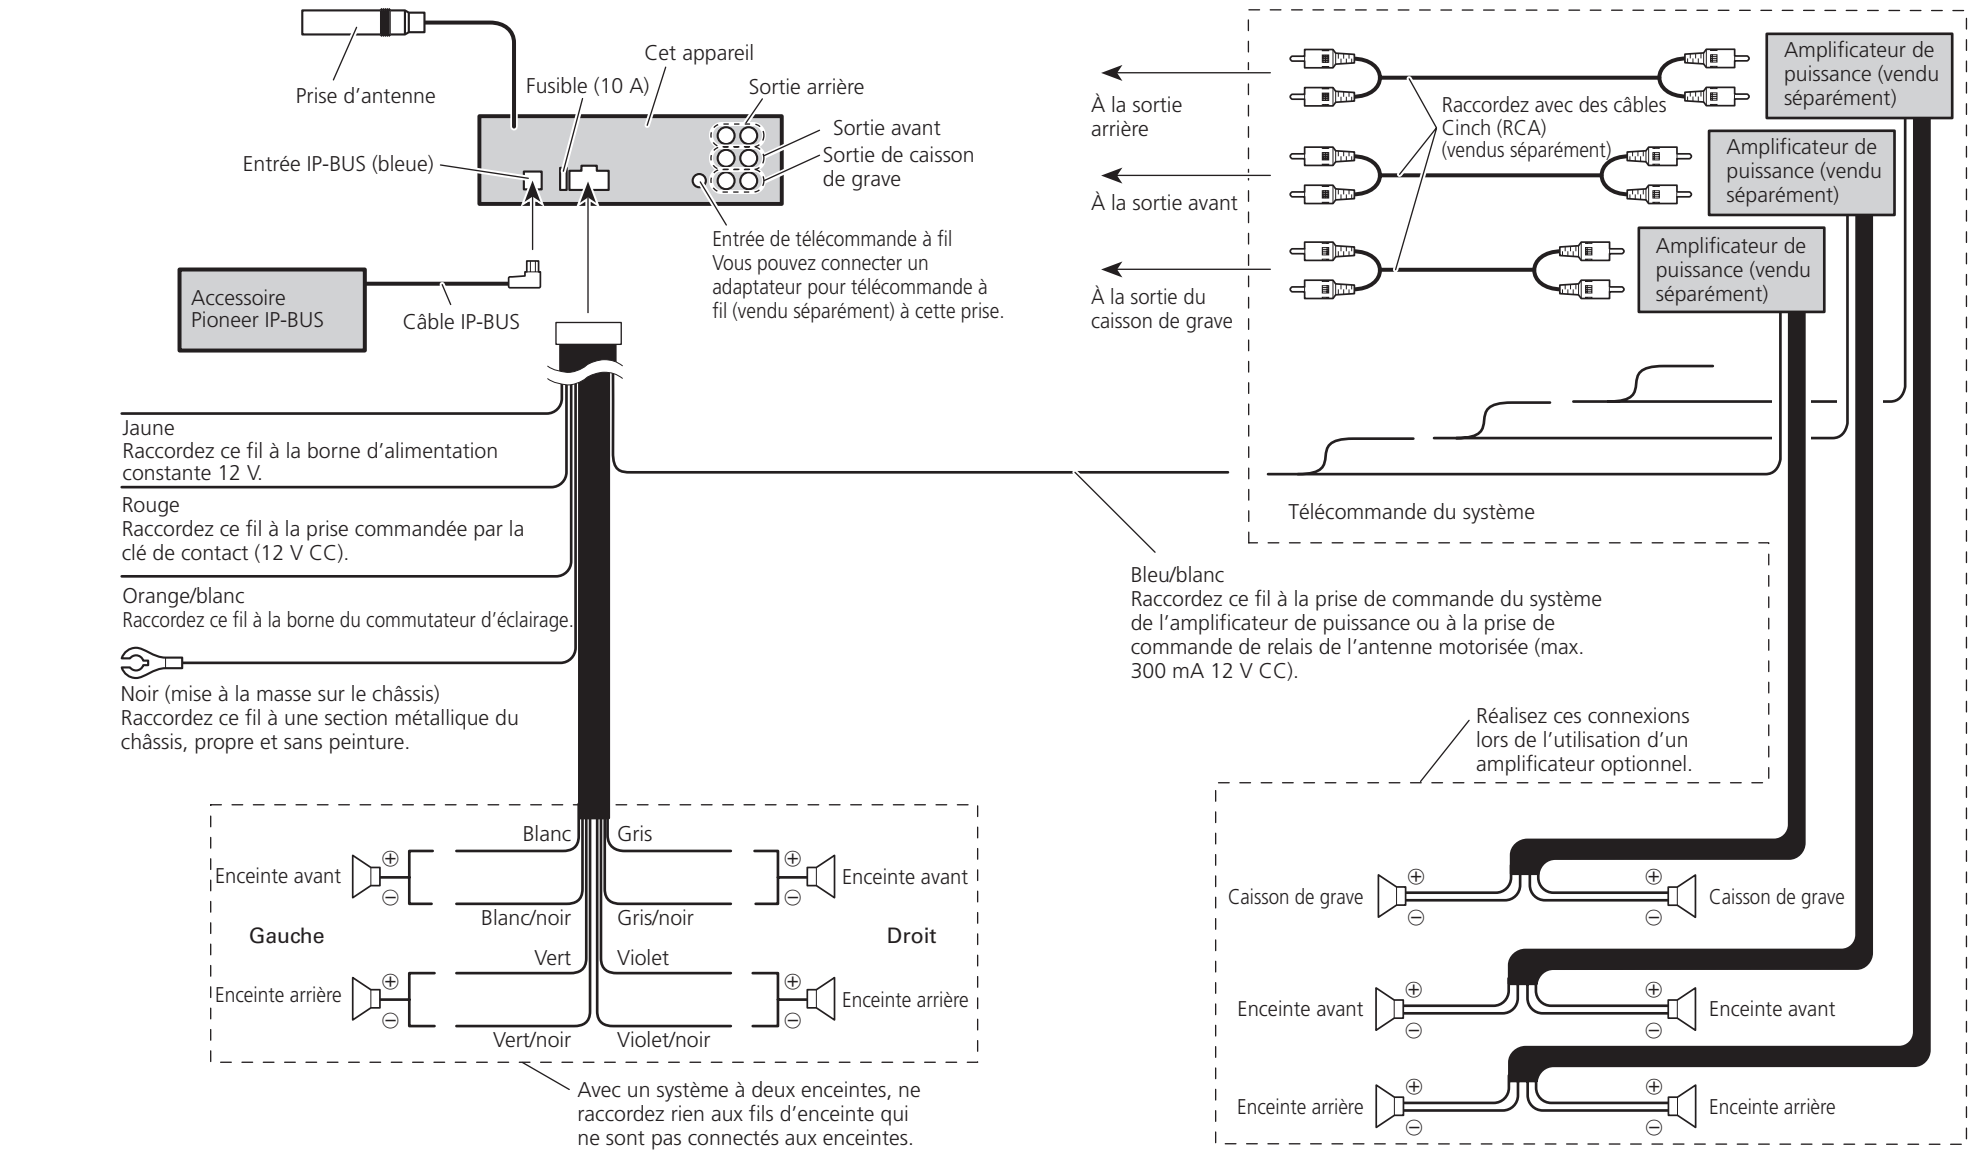 Prise d'antenne
Cet appareil
Fusible (10 A)
Sortie arrière
Sortie avant
Sortie de caisson
de grave
Entrée IP-BUS (bleue)
Entrée de télécommande à fil
Vous pouvez connecter un
adaptateur pour télécommande à
fil (vendu séparément) à cette prise.
Accessoire
Pioneer IP-BUS
Câble IP-BUS
Jaune
Raccordez ce fil à la borne d'alimentation
constante 12 V.
Rouge
Raccordez ce fil à la prise commandée par la
clé de contact (12 V CC).
Orange/blanc
Raccordez ce fil à la borne du commutateur d'éclairage.
Noir (mise à la masse sur le châssis)
Raccordez ce fil à une section métallique du
châssis, propre et sans peinture.
Blanc
Gris
Enceinte avant
⊕
⊖
⊕
⊖
Enceinte avant
Blanc/noir
Gris/noir
Gauche
Droit
Vert
Violet
Enceinte arrière
⊕
⊖
⊕
⊖
Enceinte arrière
Vert/noir
Violet/noir
Avec un système à deux enceintes, ne
raccordez rien aux fils d'enceinte qui
ne sont pas connectés aux enceintes.
À la sortie
arrière
À la sortie avant
À la sortie du
caisson de grave
Raccordez avec des câbles
Cinch (RCA)
(vendus séparément)
Amplificateur de
puissance (vendu
séparément)
Amplificateur de
puissance (vendu
séparément)
Amplificateur de
puissance (vendu
séparément)
Télécommande du système
Bleu/blanc
Raccordez ce fil à la prise de commande du système
de l'amplificateur de puissance ou à la prise de
commande de relais de l'antenne motorisée (max.
300 mA 12 V CC).
Réalisez ces connexions
lors de l'utilisation d'un
amplificateur optionnel.
Caisson de grave
⊕
⊖
⊕
⊖
Caisson de grave
Enceinte avant
⊕
⊖
⊕
⊖
Enceinte avant
Enceinte arrière
⊕
⊖
⊕
⊖
Enceinte arrière